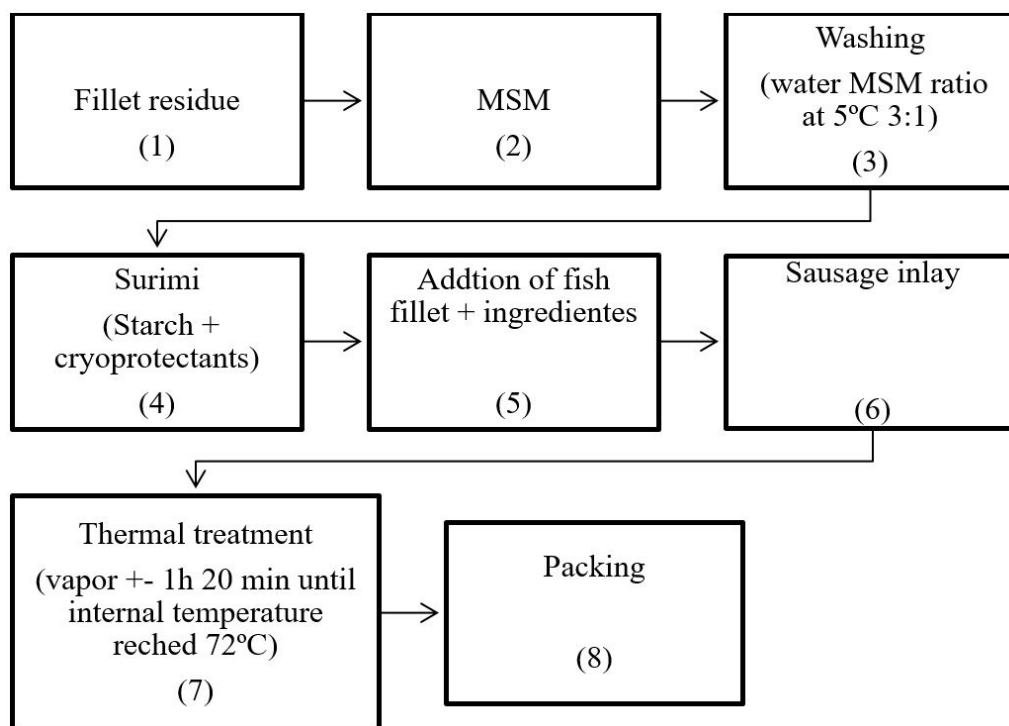 Fillet residue
(1)
MSM
(2)
Washing
(water MSM ratio
at 5ºC 3:1)
(3)
Surimi
(Starch +
cryoprotectants)
(4)
Addtion of fish
fillet + ingredientes
(5)
Sausage inlay
(6)
Thermal treatment
(vapor +- 1h 20 min until
internal temperature
reched 72ºC)
(7)
Packing
(8)